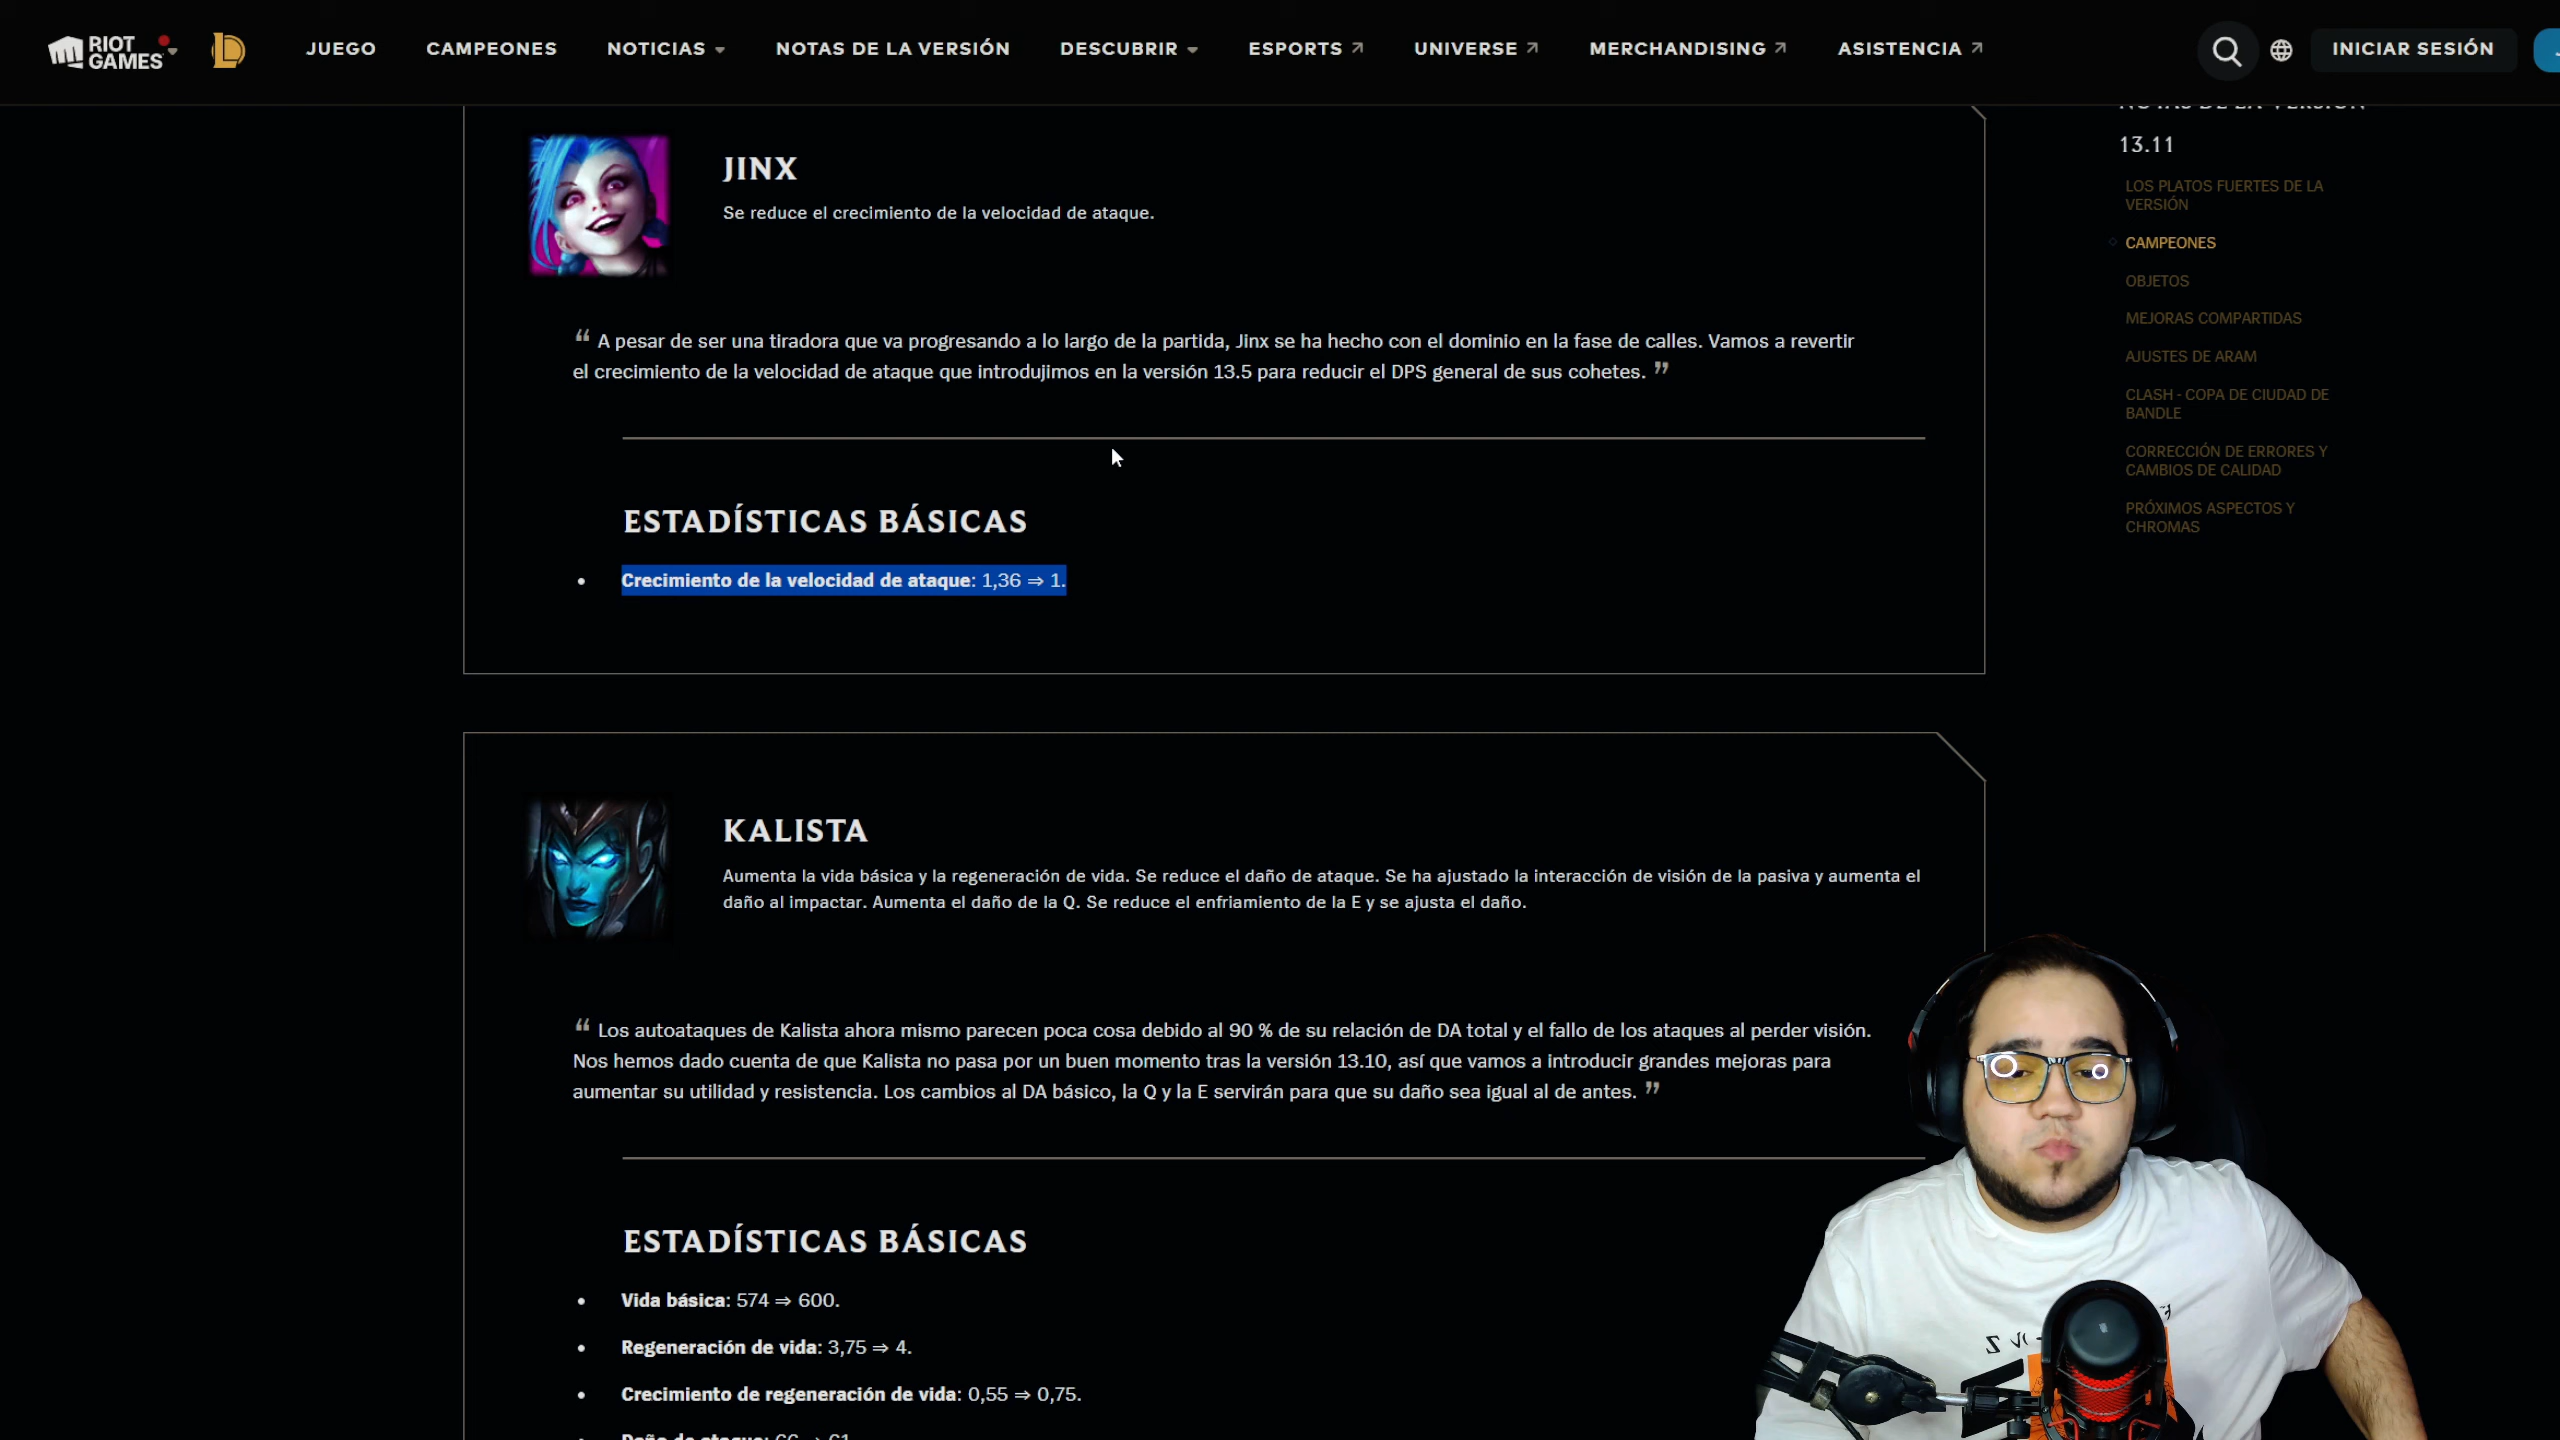 RIOT GAMES
JUEGO
CAMPEONES
NOTICIAS
NOTAS DE LA VERSIÓN
DESCUBRIR
ESPORTS
UNIVERSE
MERCHANDISING
ASISTENCIA
INICIAR SESIÓN
JINX
Se reduce el crecimiento de la velocidad de ataque.
“ A pesar de ser una tiradora que va progresando a lo largo de la partida, Jinx se ha hecho con el dominio en la fase de calles. Vamos a revertir
el crecimiento de la velocidad de ataque que introdujimos en la versión 13.5 para reducir el DPS general de sus cohetes. ”
ESTADÍSTICAS BÁSICAS
• Crecimiento de la velocidad de ataque: 1,36 ⇒ 1.
KALISTA
Aumenta la vida básica y la regeneración de vida. Se reduce el daño de ataque. Se ha ajustado la interacción de visión de la pasiva y aumenta el
daño al impactar. Aumenta el daño de la Q. Se reduce el enfriamiento de la E y se ajusta el daño.
“ Los autoataques de Kalista ahora mismo parecen poca cosa debido al 90 % de su relación de DA total y el fallo de los ataques al perder visión.
Nos hemos dado cuenta de que Kalista no pasa por un buen momento tras la versión 13.10, así que vamos a introducir grandes mejoras para
aumentar su utilidad y resistencia. Los cambios al DA básico, la Q y la E servirán para que su daño sea igual al de antes. ”
ESTADÍSTICAS BÁSICAS
• Vida básica: 574 ⇒ 600.
• Regeneración de vida: 3,75 ⇒ 4.
• Crecimiento de regeneración de vida: 0,55 ⇒ 0,75.
• Daño de ataque: 66 ⇒ 61.
NOTAS DE LA VERSIÓN
13.11
LOS PLATOS FUERTES DE LA
VERSIÓN
CAMPEONES
OBJETOS
MEJORAS COMPARTIDAS
AJUSTES DE ARAM
CLASH - COPA DE CIUDAD DE
BANDLE
CORRECCIÓN DE ERRORES Y
CAMBIOS DE CALIDAD
PRÓXIMOS ASPECTOS Y
CHROMAS